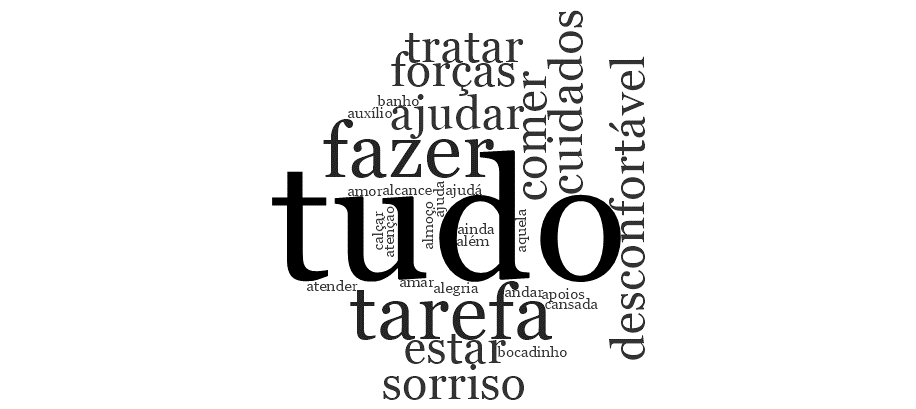 tratar
forças
cuidados
comer
desconfortável
banho
auxílio
ajudar
fazer
tudo
amor
alcance
ajuda
ajudá
calçar
atenção
almoço
ainda
além
aquela
atender
amar
alegria
andar
apoios
cansada
tarefa
estar
bocadinho
sorriso